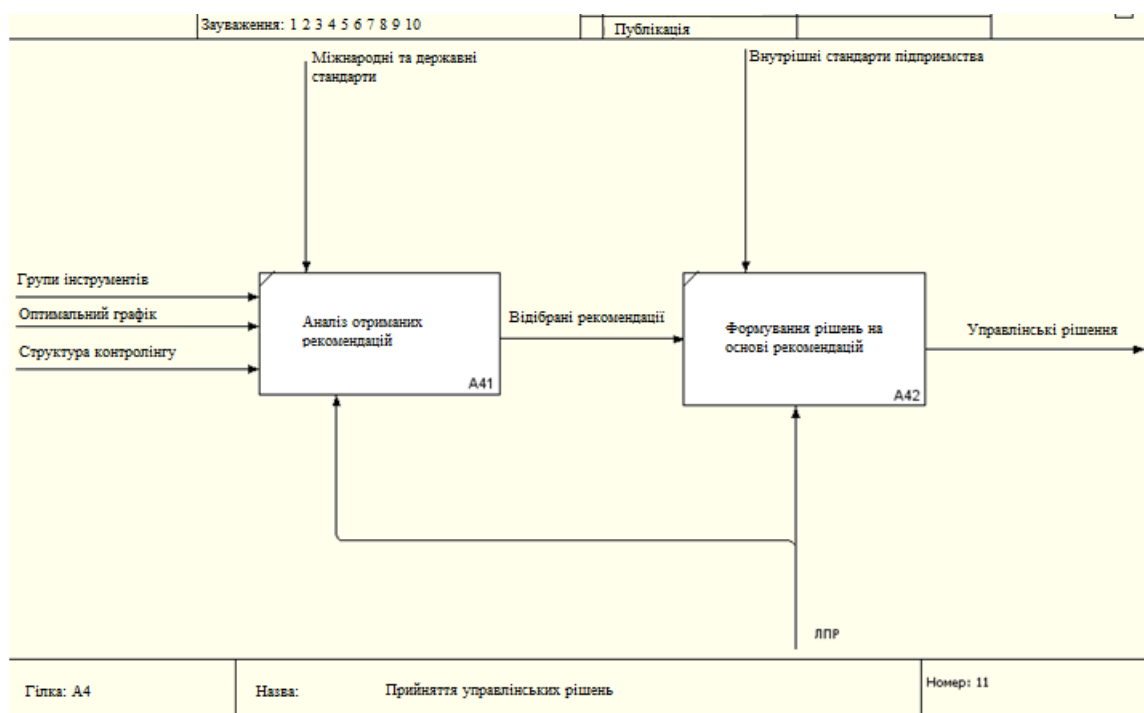 Зауваження: 1 2 3 4 5 6 7 8 9 10
Публікація
Міжнародні та державні
стандарти
Внутрішні стандарти підприємства
Групи інструментів
Оптимальний графік
Структура контролінгу
Аналіз отриманих
рекомендацій
A41
Відібрані рекомендації
Формування рішень на
основі рекомендацій
A42
Управлінські рішення
ЛПР
Гілка: А4
Назва:
Прийняття управлінських рішень
Номер: 11